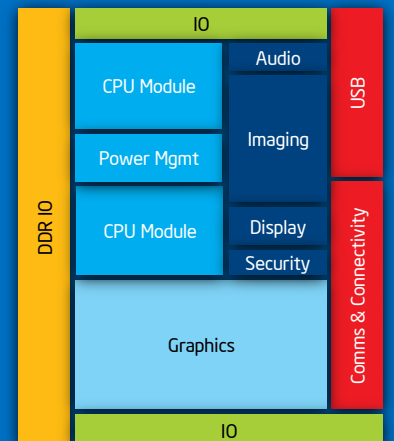 IO
DDR IO
CPU Module
Audio
Imaging
USB
Power Mgmt
CPU Module
Display
Security
Comms & Connectivity
Graphics
IO